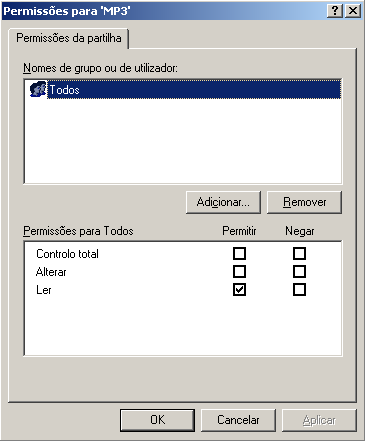 Permissões para 'MP3'
Permissões da partilha
Nomes de grupo ou de utilizador:
Todos
Adicionar... Remover
Permissões para Todos Permitir Negar
Controlo total
Alterar
Ler
OK Cancelar Aplicar